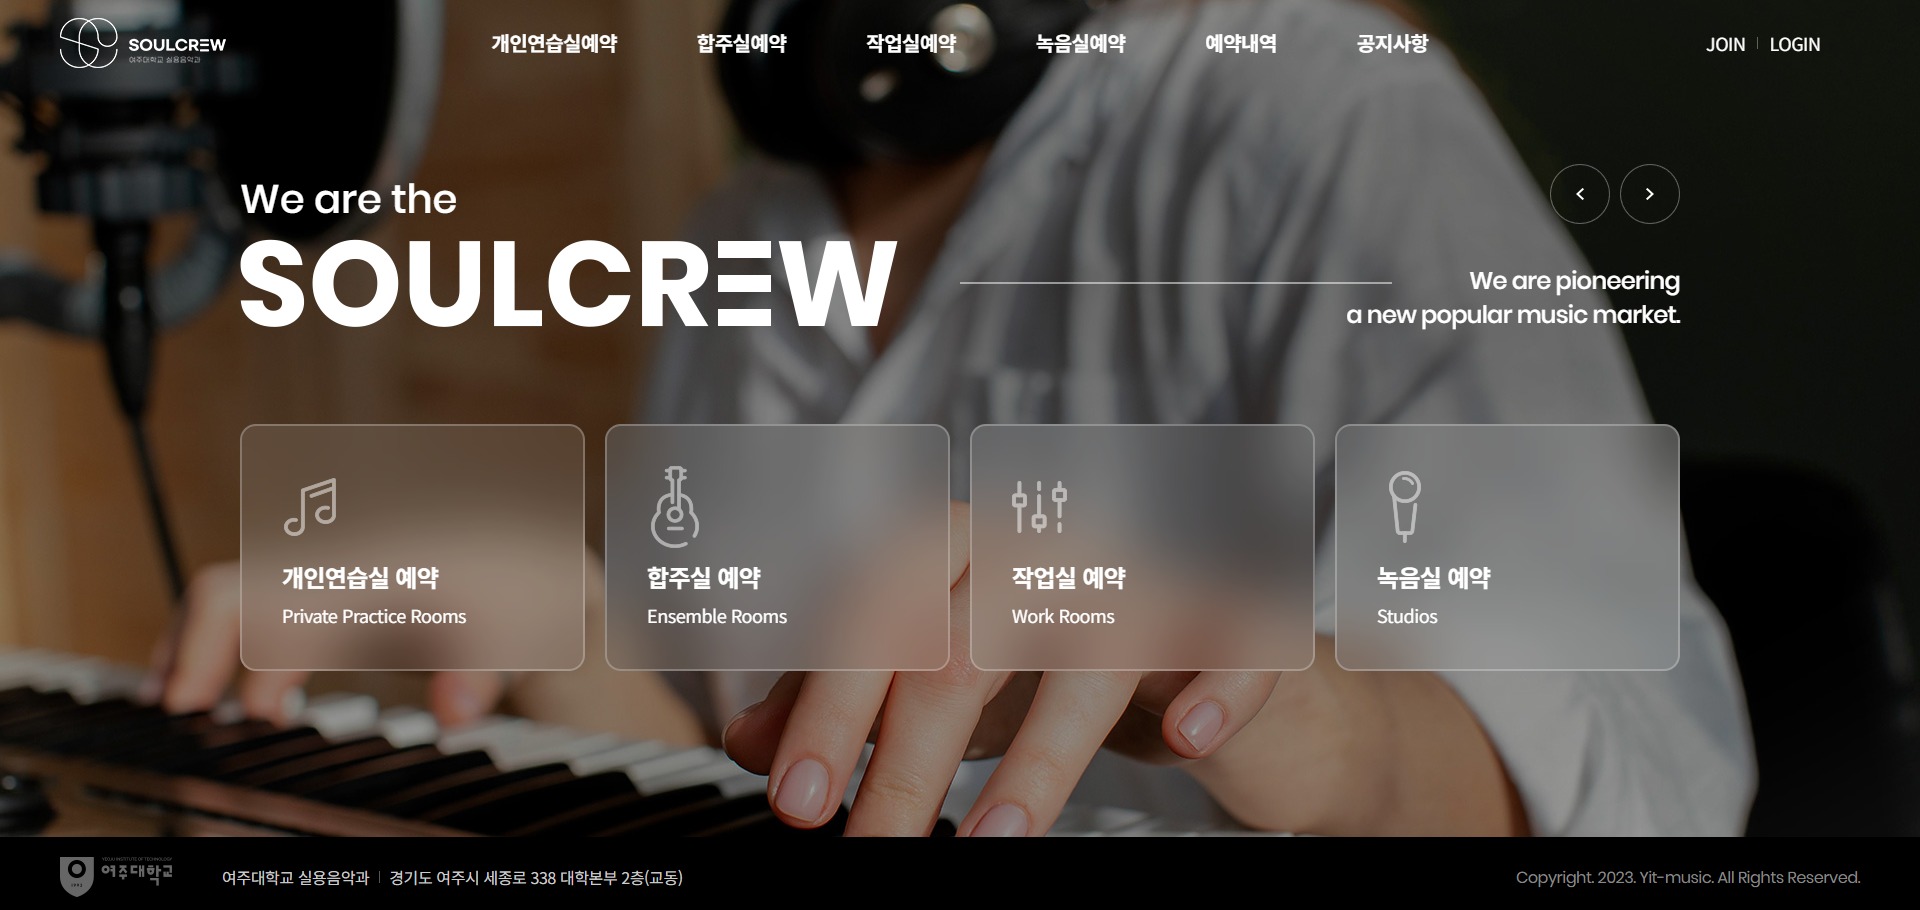 SOULCREW
여주대학교 실용음악과
개인연습실예약
합주실예약
작업실예약
녹음실예약
예약내역
공지사항
JOIN
LOGIN
We are the
SOULCREW
We are pioneering
a new popular music market.
개인연습실 예약
Private Practice Rooms
합주실 예약
Ensemble Rooms
작업실 예약
Work Rooms
녹음실 예약
Studios
YEOJU INSTITUTE OF TECHNOLOGY
여주대학교
여주대학교 실용음악과
경기도 여주시 세종로 338 대학본부 2층(교동)
Copyright. 2023. Yit-music. All Rights Reserved.